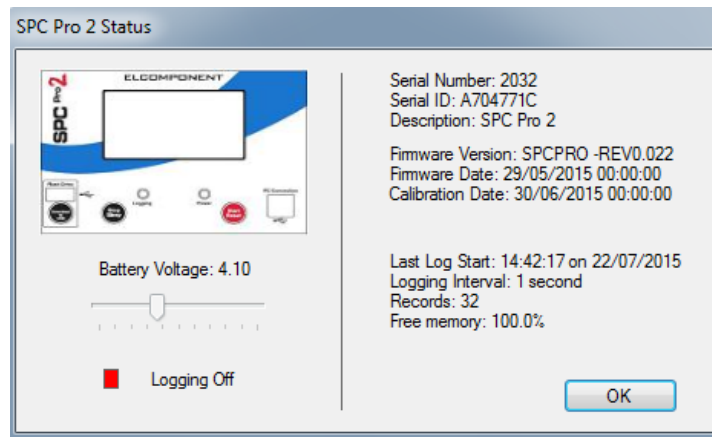 SPC Pro 2 Status
ELCOMPONENT
SPC Pro 2
Logging
Power
PC Connection
Start
Battery Voltage: 4.10
Logging Off
Serial Number: 2032
Serial ID: A704771C
Description: SPC Pro 2
Firmware Version: SPCPRO -REV0.022
Firmware Date: 29/05/2015 00:00:00
Calibration Date: 30/06/2015 00:00:00
Last Log Start: 14:42:17 on 22/07/2015
Logging Interval: 1 second
Records: 32
Free memory: 100.0%
OK